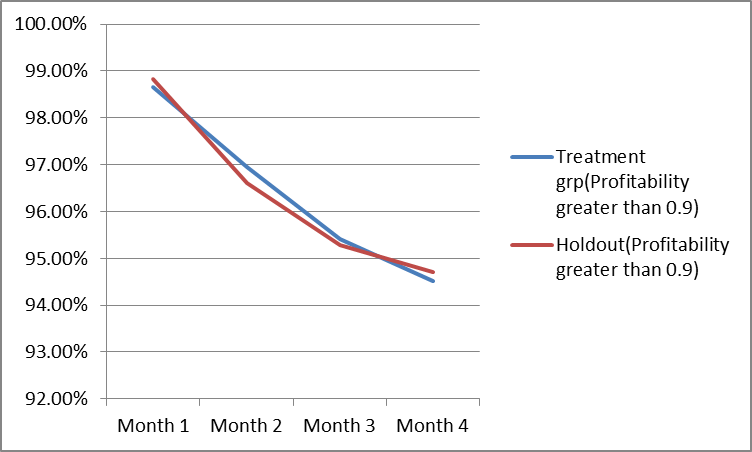 100.00%
99.00%
98.00%
97.00%
96.00%
95.00%
94.00%
93.00%
92.00%
Month 1 Month 2 Month 3 Month 4
Treatment
grp(Profitability
greater than 0.9)
Holdout(Profitability
greater than 0.9)